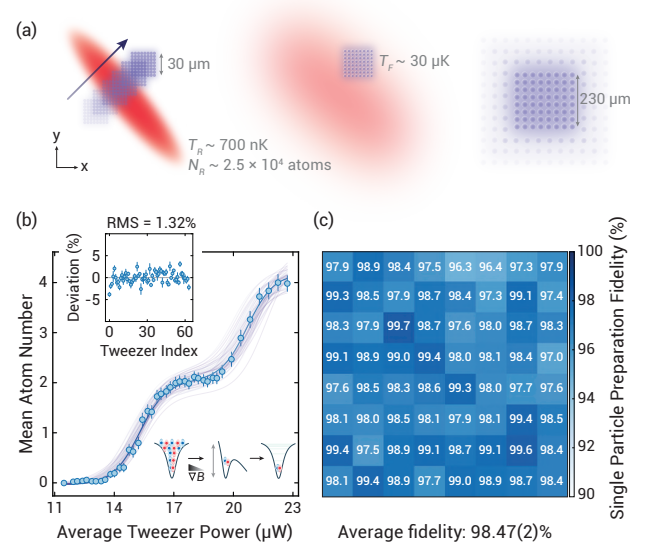 (a)
30 μm
y
x
T_R ~ 700 nK
N_R ~ 2.5 × 10⁴ atoms
T_F ~ 30 μK
230 μm
(b)
RMS = 1.32%
Deviation (%)
5
0
-5
0
30
60
Tweezer Index
Mean Atom Number
4
3
2
1
0
∇B
11
14
17
20
23
Average Tweezer Power (μW)
(c)
97.9 98.9 98.4 97.5 96.3 96.4 97.3 97.9
99.3 98.5 97.9 98.7 98.4 97.3 99.1 97.4
98.3 97.9 99.7 98.7 97.6 98.0 98.7 98.3
99.1 98.9 99.0 99.4 98.0 98.1 98.4 97.0
97.6 98.5 98.3 98.6 99.3 98.0 97.7 97.6
98.1 98.0 98.5 98.1 97.9 98.1 99.4 98.5
99.4 97.5 98.9 99.1 98.7 99.1 99.6 98.4
98.1 99.4 98.9 97.7 99.0 98.9 98.7 98.4
100
98
96
94
92
90
Single Particle Preparation Fidelity (%)
Average fidelity: 98.47(2)%